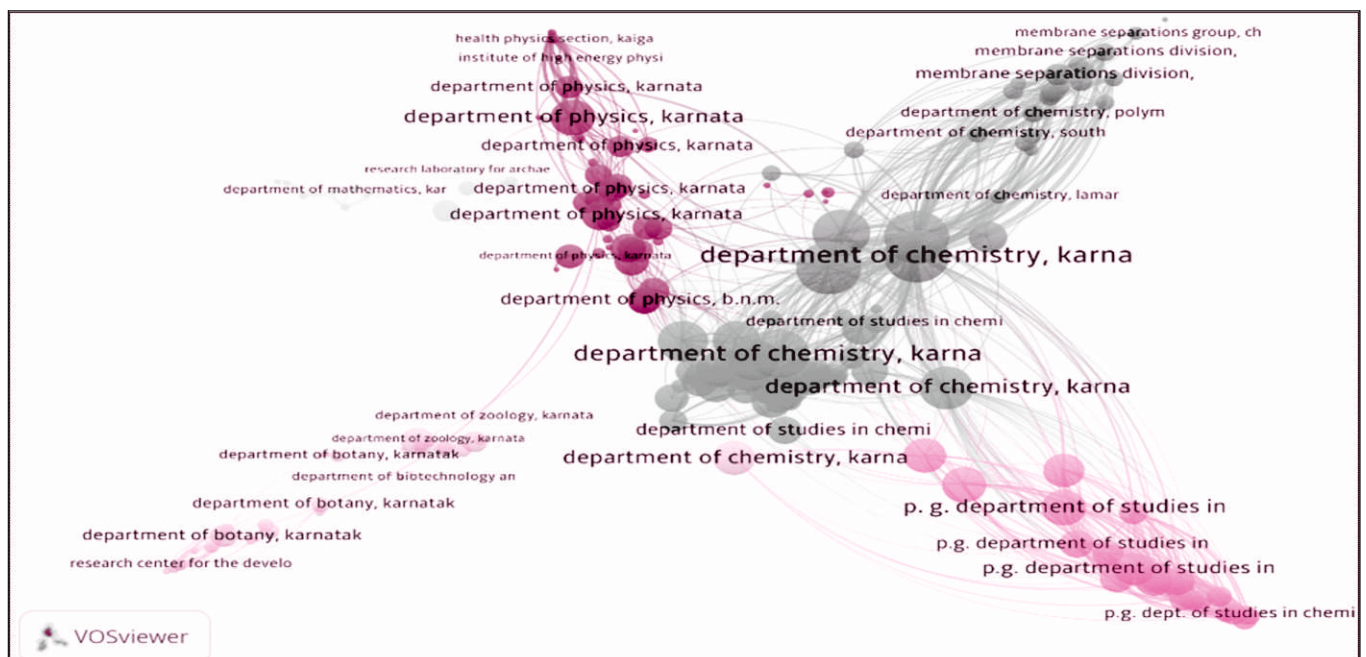 health physics section, kaiga
institute of high energy physi
department of physics, karnata
department of physics, karnata
department of physics, karnata
research laboratory for archae
department of mathematics, kar
department of physics, karnata
department of physics, karnata
department of physics, karnata
department of physics, b.n.m.
membrane separations group, ch
membrane separations division,
membrane separations division,
department of chemistry, polym
department of chemistry, south
department of chemistry, lamar
department of chemistry, karna
department of studies in chemi
department of chemistry, karna
department of chemistry, karna
department of studies in chemi
department of chemistry, karna
department of zoology, karnata
department of zoology, karnata
department of botany, karnatak
department of biotechnology an
department of botany, karnatak
department of botany, karnatak
research center for the develo
p. g. department of studies in
p.g. department of studies in
p.g. department of studies in
p.g. dept. of studies in chemi
VOSviewer